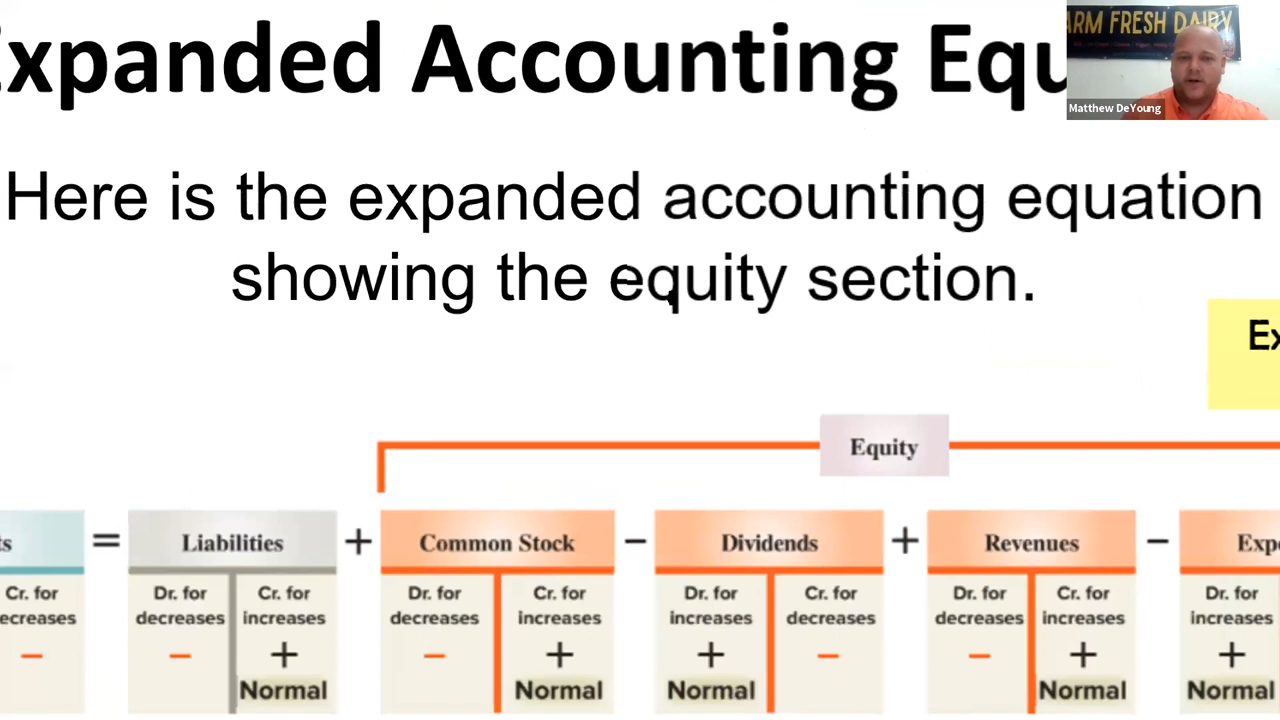 xpanded Accounting Equ
ARM FRESH DAIRY
Matthew DeYoung
Here is the expanded accounting equation
showing the equity section.
Ex
Equity
ts = Liabilities + Common Stock − Dividends + Revenues − Expe
Cr. for Dr. for Cr. for Dr. for Cr. for Dr. for Cr. for Dr. for Cr. for Dr. for
ecreases decreases increases decreases increases increases decreases decreases increases increases
− − + − + + − − + +
Normal Normal Normal Normal Normal